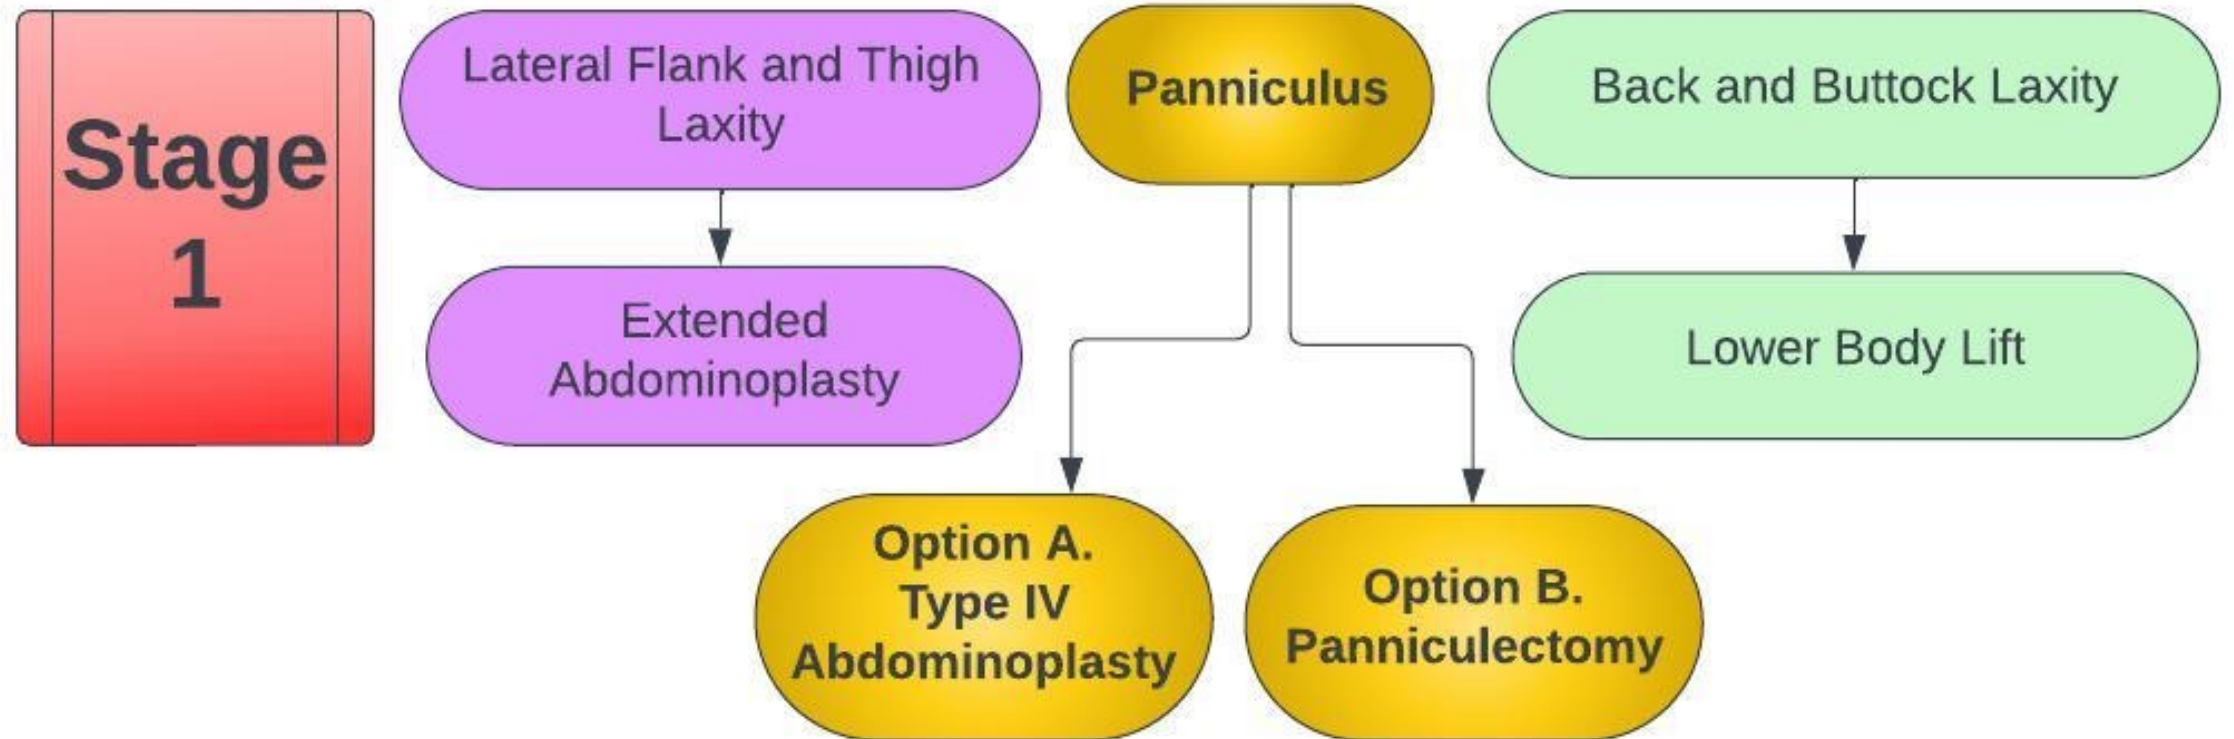 Stage
1
Lateral Flank and Thigh
Laxity
Extended
Abdominoplasty
Panniculus
Option A.
Type IV
Abdominoplasty
Option B.
Panniculectomy
Back and Buttock Laxity
Lower Body Lift